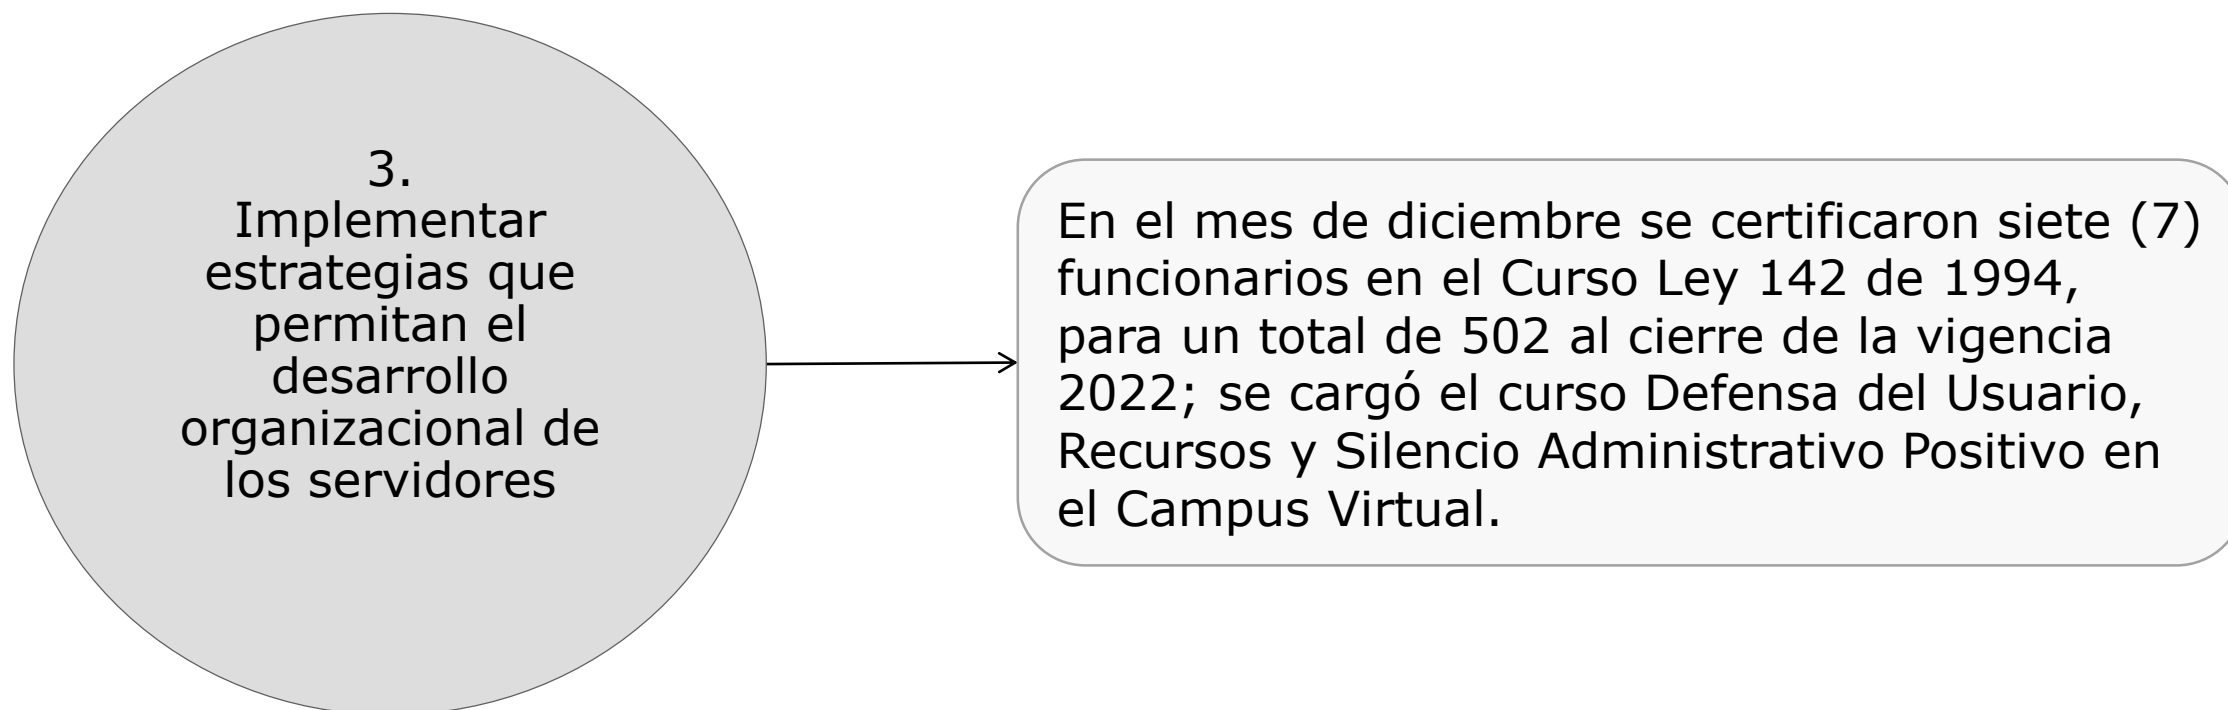 3.
Implementar
estrategias que
permitan el
desarrollo
organizacional de
los servidores
En el mes de diciembre se certificaron siete (7)
funcionarios en el Curso Ley 142 de 1994,
para un total de 502 al cierre de la vigencia
2022; se cargó el curso Defensa del Usuario,
Recursos y Silencio Administrativo Positivo en
el Campus Virtual.